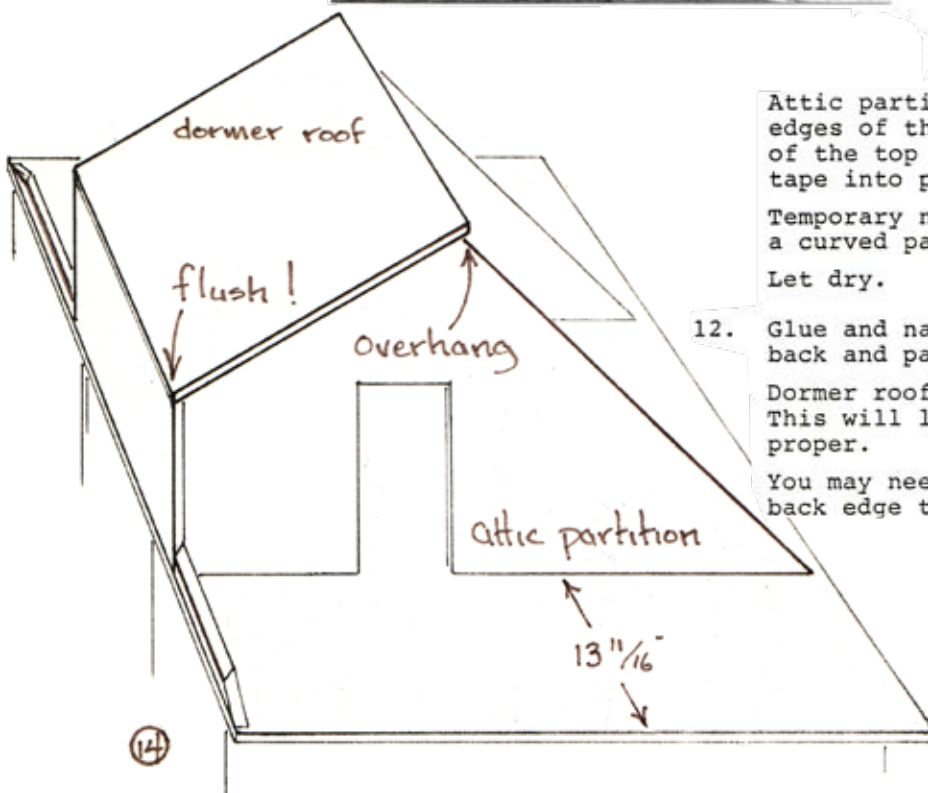 dormer roof
flush!
overhang
attic partition
13 11/16"
14
Attic parti
edges of th
of the top
tape into p
Temporary n
a curved pa
Let dry.
12. Glue and na
back and pa
Dormer roof
This will l
proper.
You may nee
back edge t